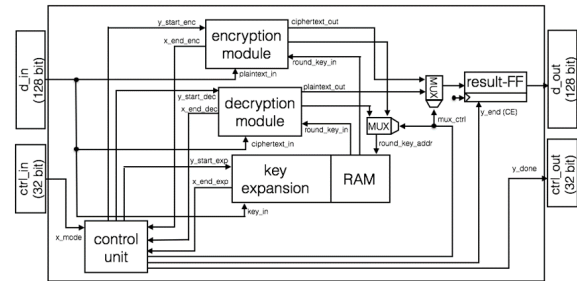 y_start_enc
x_end_enc
encryption
module
ciphertext_out
round_key_in
plaintext_in
d_in
(128 bit)
y_start_dec
x_end_dec
decryption
module
plaintext_out
round_key_in
ciphertext_in
MUX
MUX
mux_ctrl
round_key_addr
result-FF
y_end (CE)
d_out
(128 bit)
ctrl_in
(32 bit)
y_start_exp
x_end_exp
key
expansion
RAM
key_in
x_mode
control
unit
y_done
ctrl_out
(32 bit)